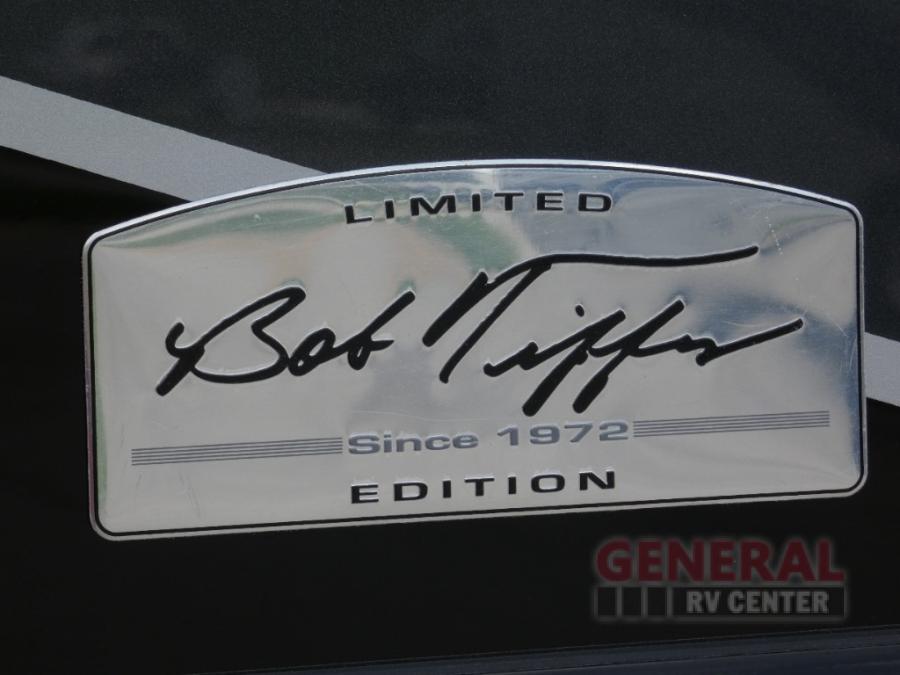 LIMITED
Bob Tiffin
Since 1972
EDITION
GENERAL
RV CENTER